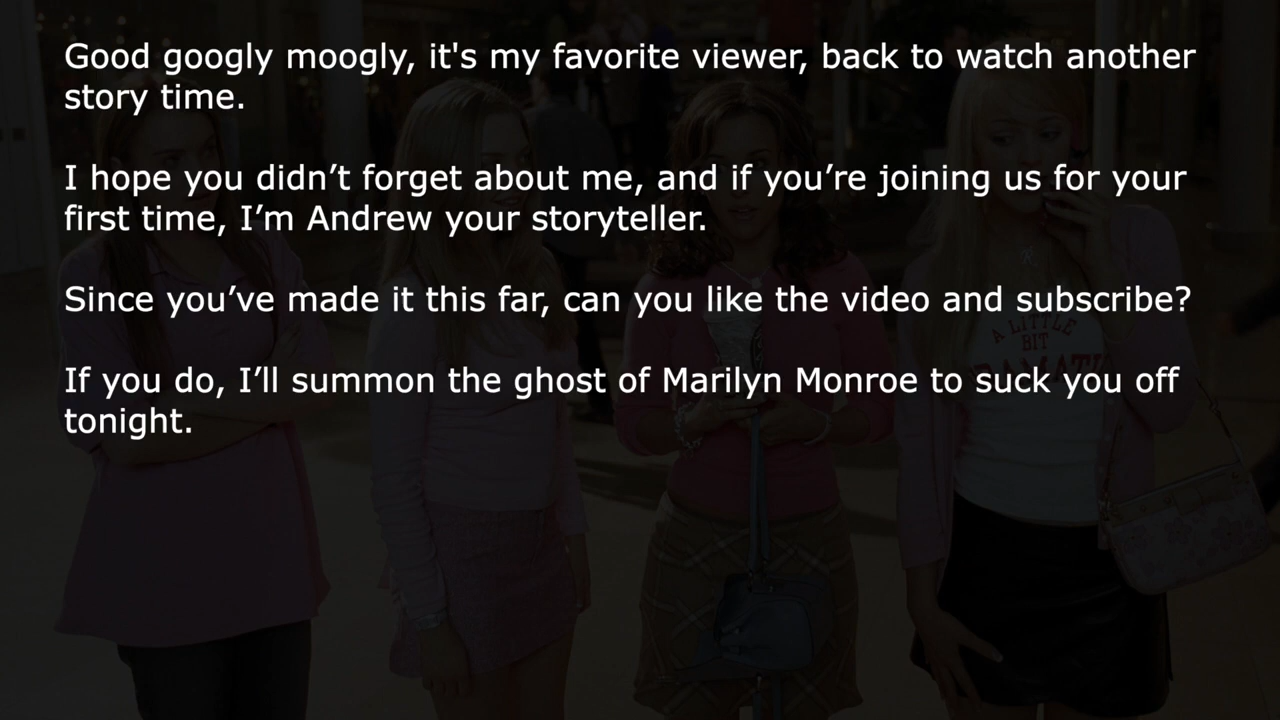 Good googly moogly, it's my favorite viewer, back to watch another
story time.
I hope you didn’t forget about me, and if you’re joining us for your
first time, I’m Andrew your storyteller.
Since you’ve made it this far, can you like the video and subscribe?
If you do, I’ll summon the ghost of Marilyn Monroe to suck you off
tonight.
A LITTLE
BIT